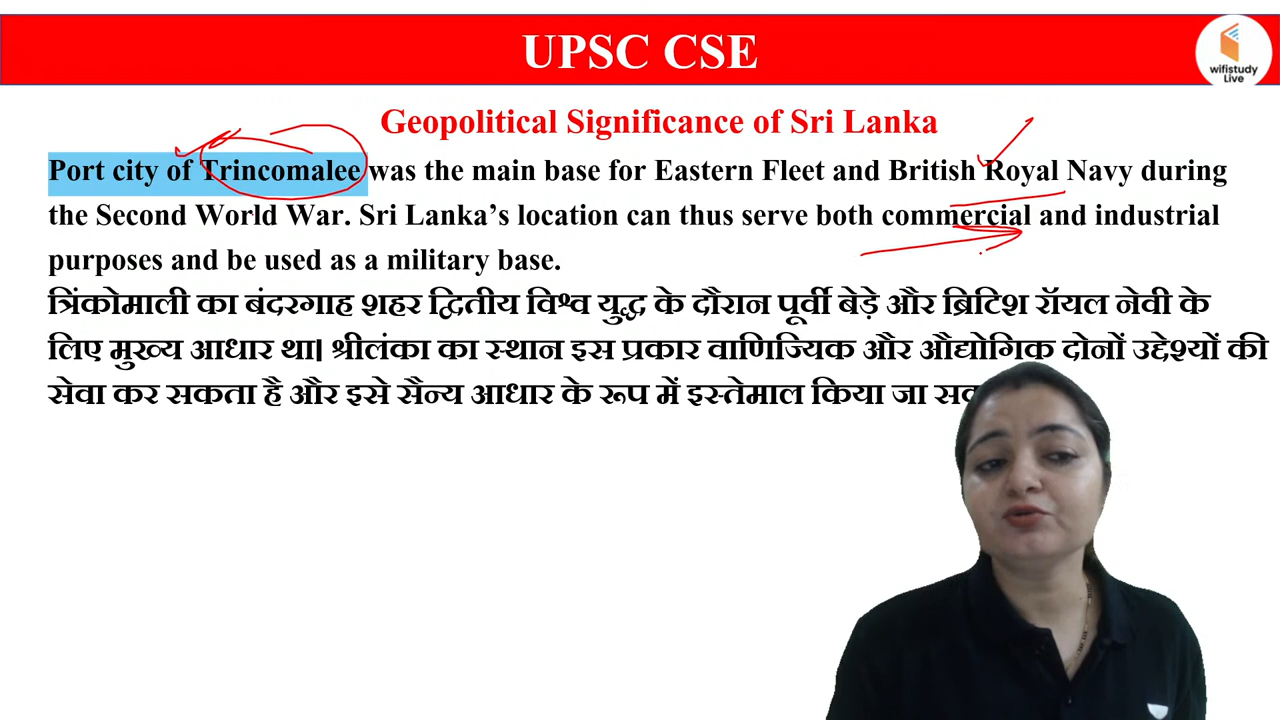 UPSC CSE
wifistudy
Live
Geopolitical Significance of Sri Lanka
Port city of Trincomalee was the main base for Eastern Fleet and British Royal Navy during
the Second World War. Sri Lanka’s location can thus serve both commercial and industrial
purposes and be used as a military base.
त्रिंकोमाली का बंदरगाह शहर द्वितीय विश्व युद्ध के दौरान पूर्वी बेड़े और ब्रिटिश रॉयल नेवी के
लिए मुख्य आधार था। श्रीलंका का स्थान इस प्रकार वाणिज्यिक और औद्योगिक दोनों उद्देश्यों की
सेवा कर सकता है और इसे सैन्य आधार के रूप में इस्तेमाल किया जा